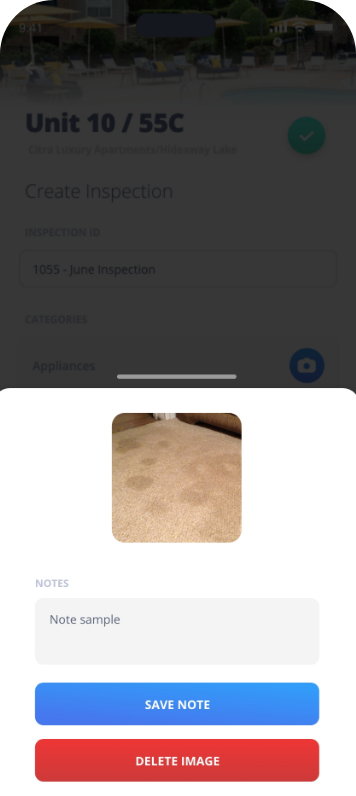 9:41
Unit 10 / 55C
Citra Luxury Apartments/Hideaway Lake
Create Inspection
INSPECTION ID
1055 - June Inspection
CATEGORIES
Appliances
NOTES
Note sample
SAVE NOTE
DELETE IMAGE